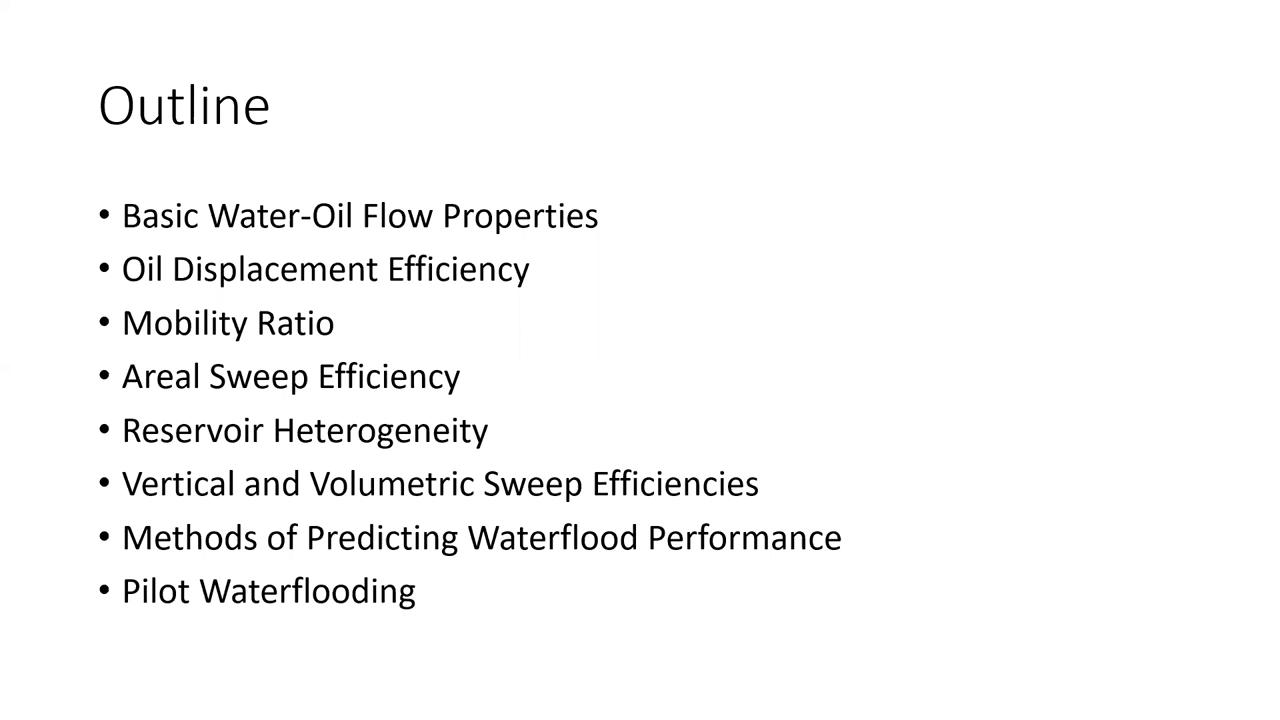 Outline
• Basic Water-Oil Flow Properties
• Oil Displacement Efficiency
• Mobility Ratio
• Areal Sweep Efficiency
• Reservoir Heterogeneity
• Vertical and Volumetric Sweep Efficiencies
• Methods of Predicting Waterflood Performance
• Pilot Waterflooding